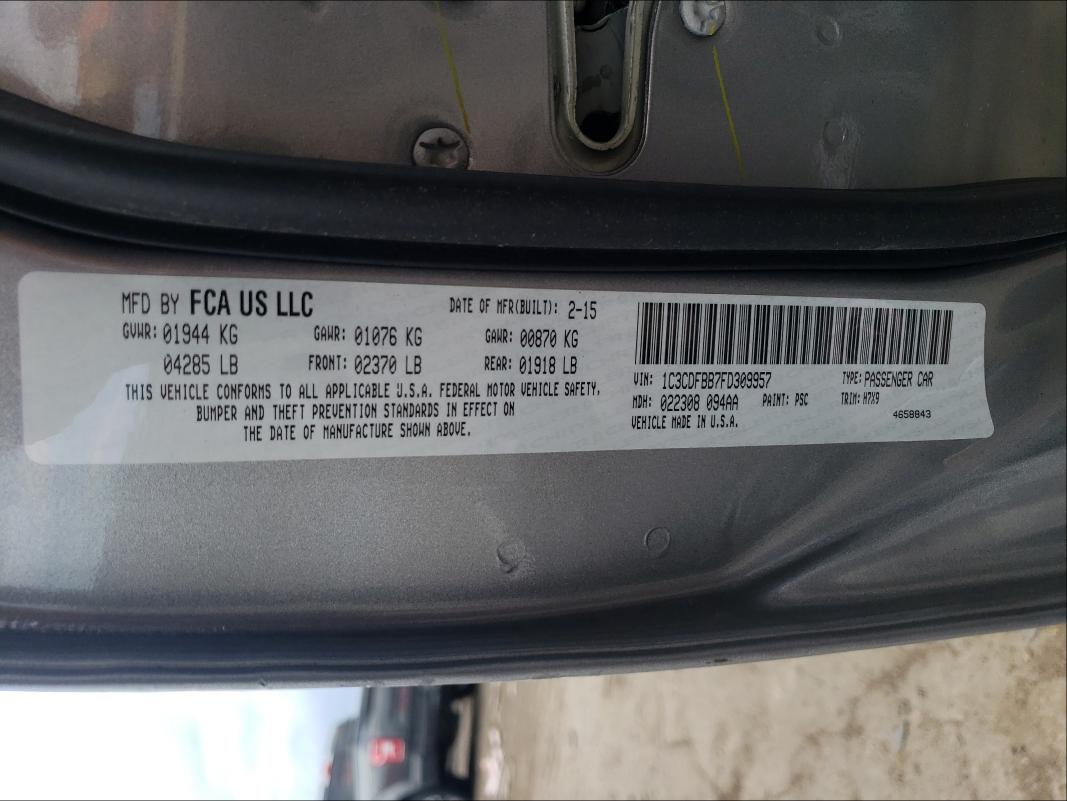 MFD BY FCA US LLC DATE OF MFR(BUILT): 2-15
GVWR: 01944 KG GAWR: 01076 KG GAWR: 00870 KG
04285 LB FRONT: 02370 LB REAR: 01918 LB
THIS VEHICLE CONFORMS TO ALL APPLICABLE U.S.A. FEDERAL MOTOR VEHICLE SAFETY,
BUMPER AND THEFT PREVENTION STANDARDS IN EFFECT ON
THE DATE OF MANUFACTURE SHOWN ABOVE.
VIN: 1C3CDFBB7FD309957 TYPE: PASSENGER CAR
MDH: 022308 094AA PAINT: PSC TRIM: H7X9
VEHICLE MADE IN U.S.A. 4658843